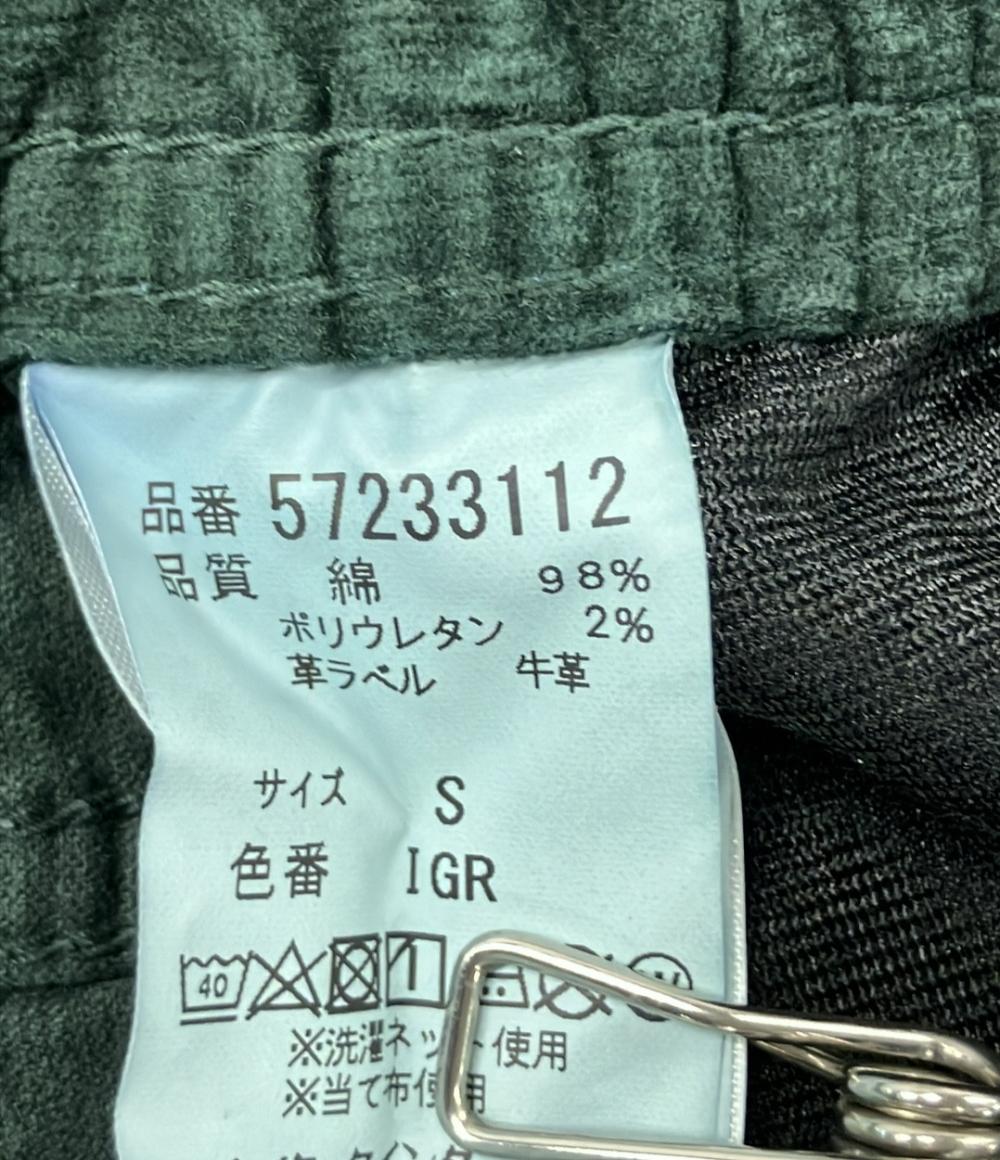 品番 57233112
品質 綿 98%
ポリウレタン 2%
革ラベル 牛革
サイズ S
色番 IGR
40
※洗濯ネット使用
※当て布使用